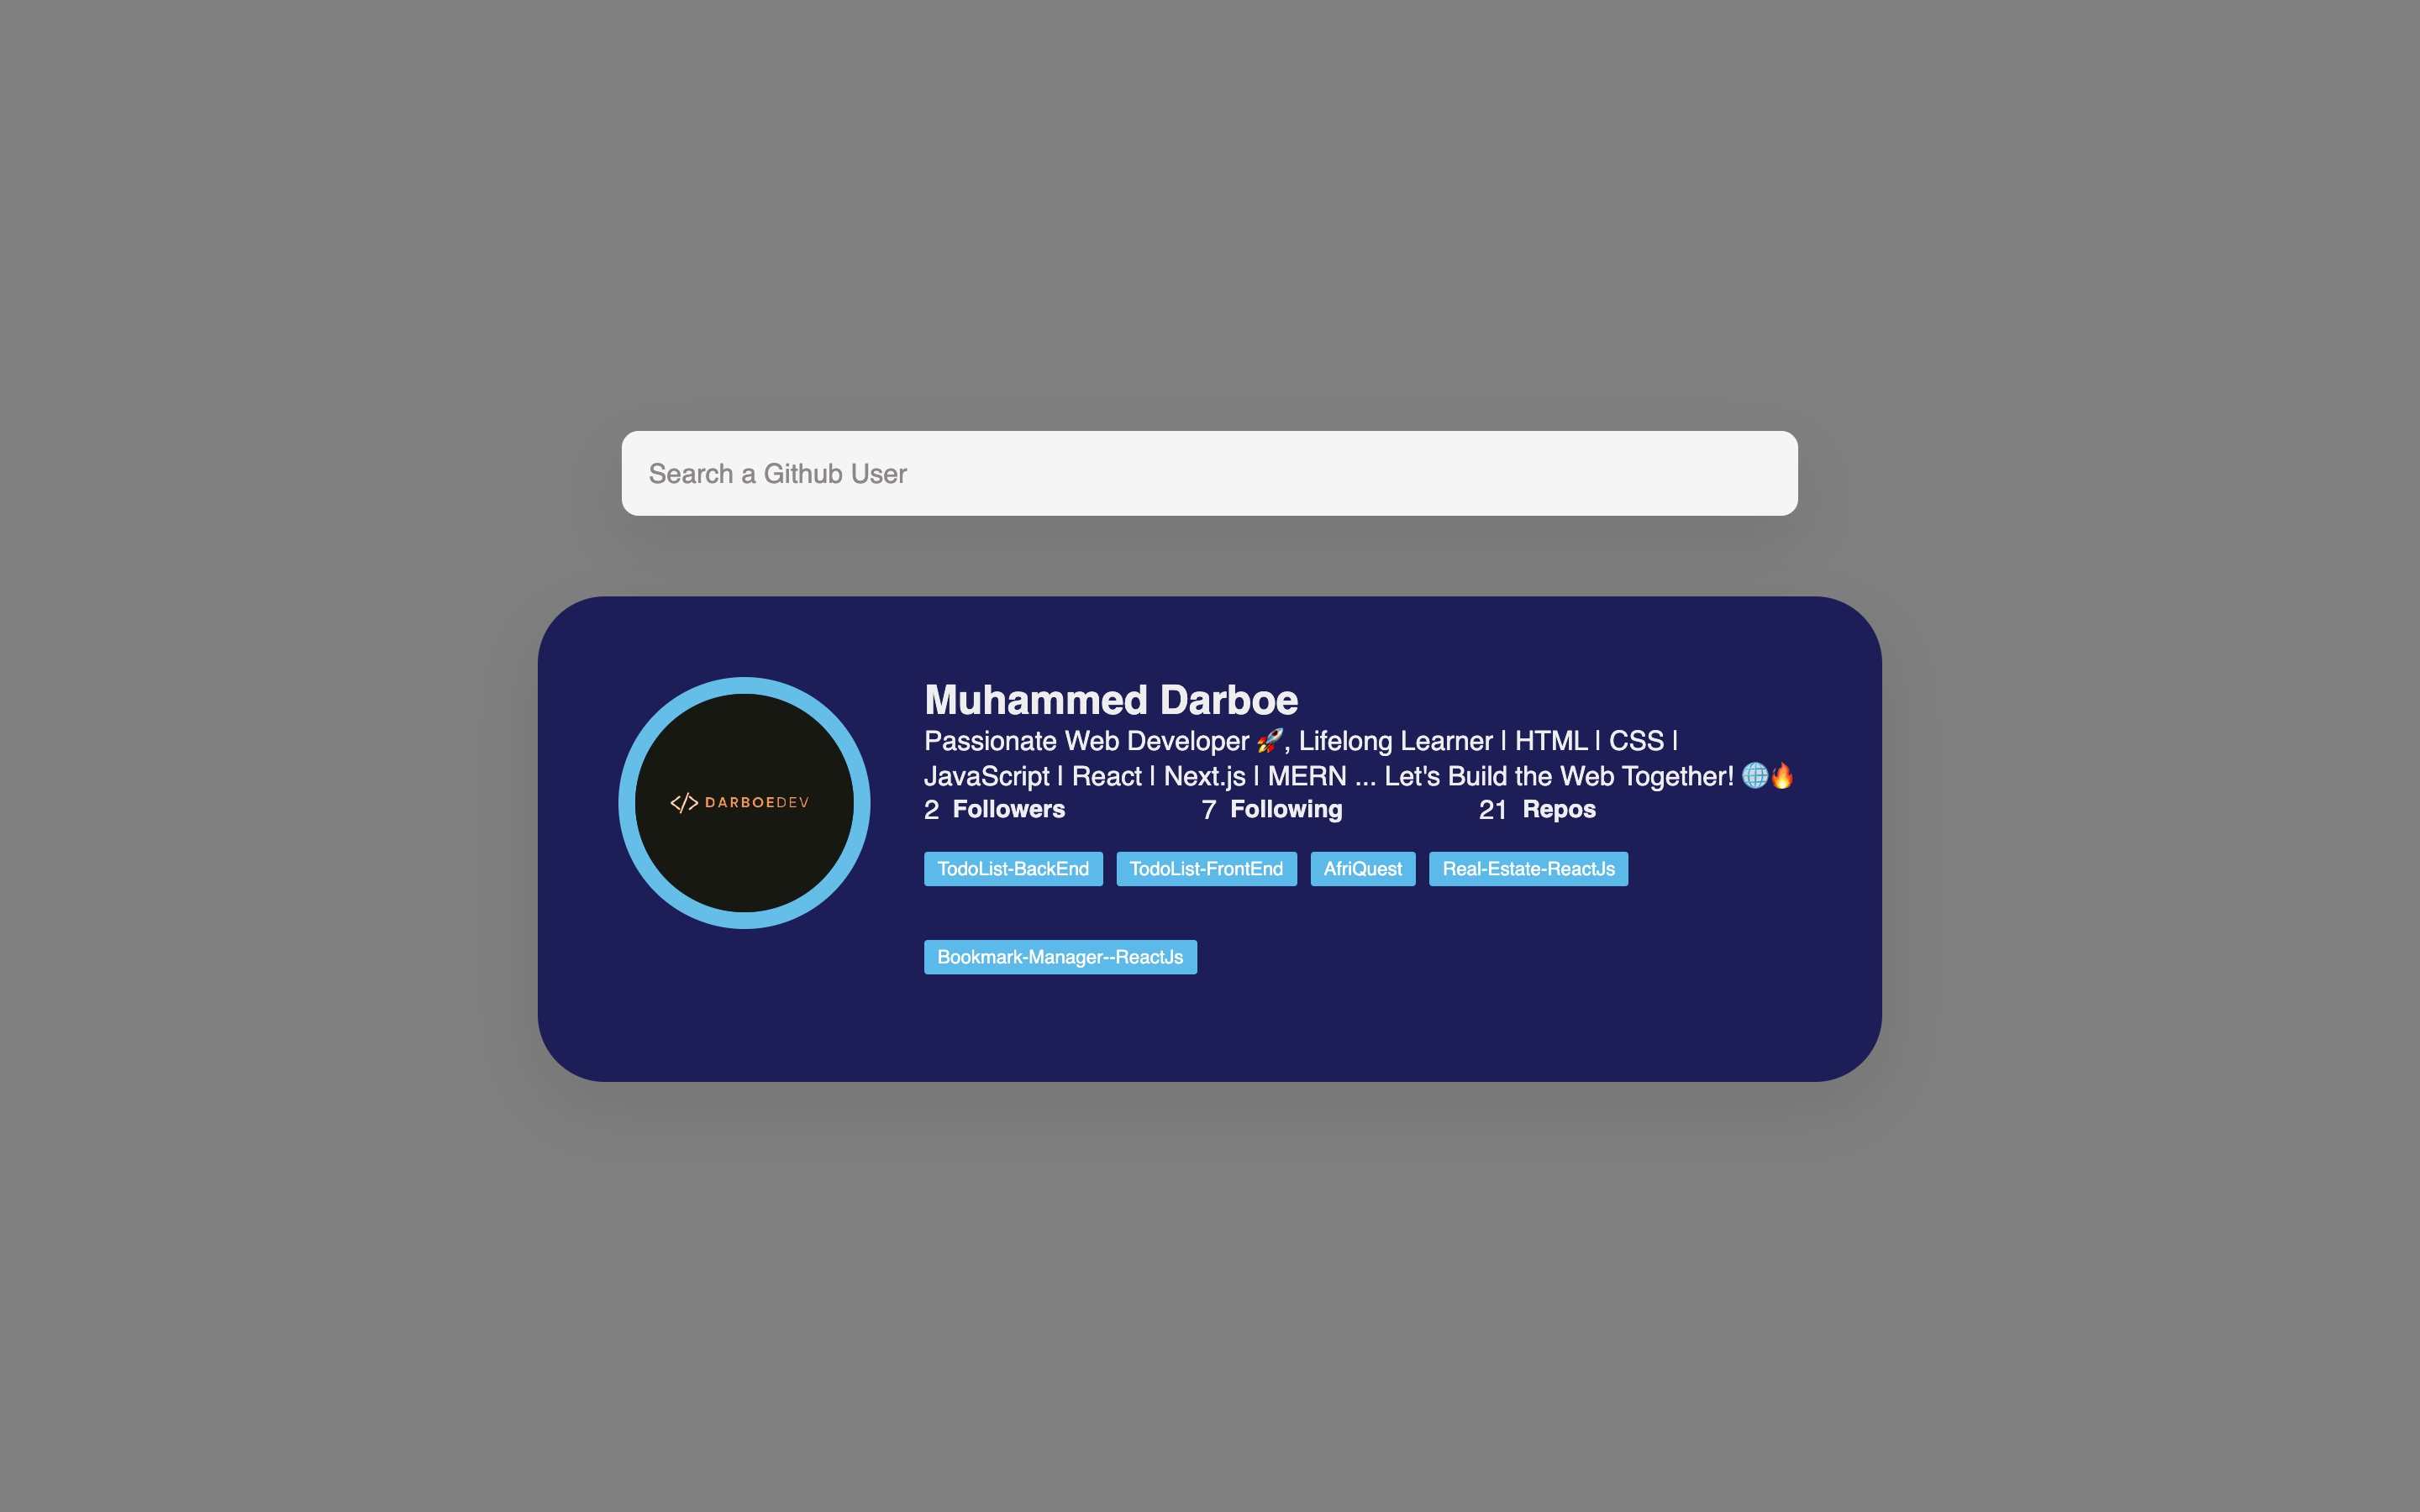 Search a Github User
Muhammed Darboe
Passionate Web Developer 🚀, Lifelong Learner | HTML | CSS |
JavaScript | React | Next.js | MERN ... Let's Build the Web Together! 🌐🔥
</> DARBOEDEV
2 Followers 7 Following 21 Repos
TodoList-BackEnd TodoList-FrontEnd AfriQuest Real-Estate-ReactJs
Bookmark-Manager--ReactJs